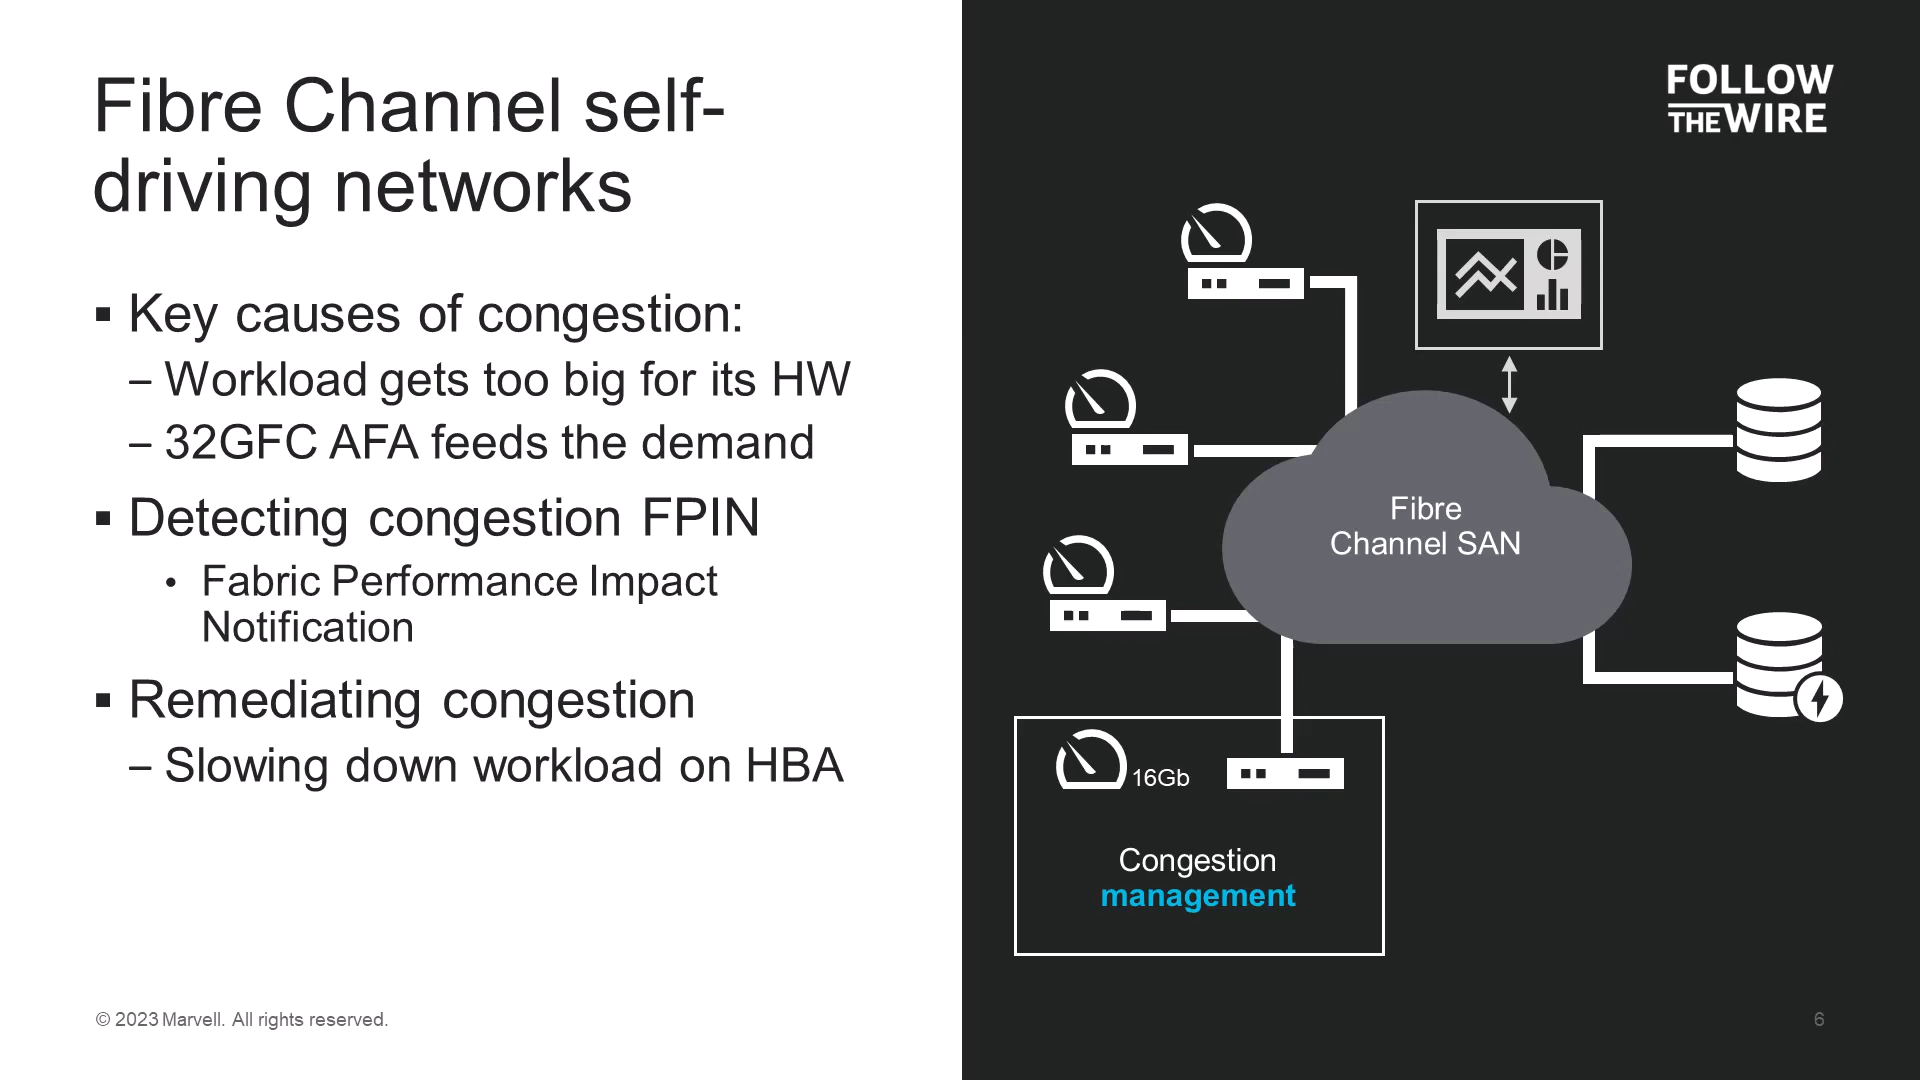 Fibre Channel self-
driving networks
▪ Key causes of congestion:
– Workload gets too big for its HW
– 32GFC AFA feeds the demand
▪ Detecting congestion FPIN
• Fabric Performance Impact
Notification
▪ Remediating congestion
– Slowing down workload on HBA
© 2023 Marvell. All rights reserved.
FOLLOW
THE WIRE
Fibre
Channel SAN
16Gb
Congestion
management
6